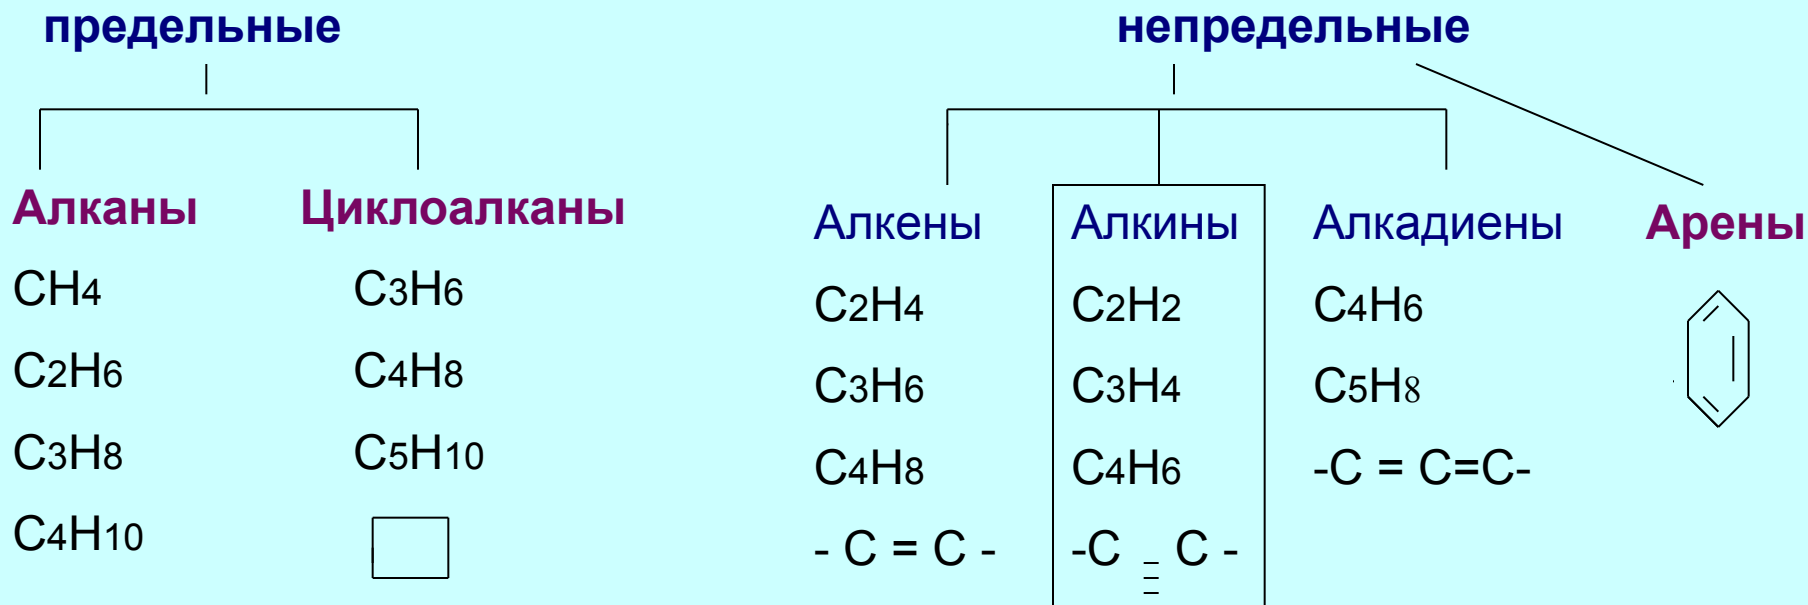 предельные
непредельные
Алканы
CH4
C2H6
C3H8
C4H10
Циклоалканы
C3H6
C4H8
C5H10
Алкены
C2H4
C3H6
C4H8
- C = C -
Алкины
C2H2
C3H4
C4H6
-C ≡ C -
Алкадиены
C4H6
C5H8
-C = C=C-
Арены